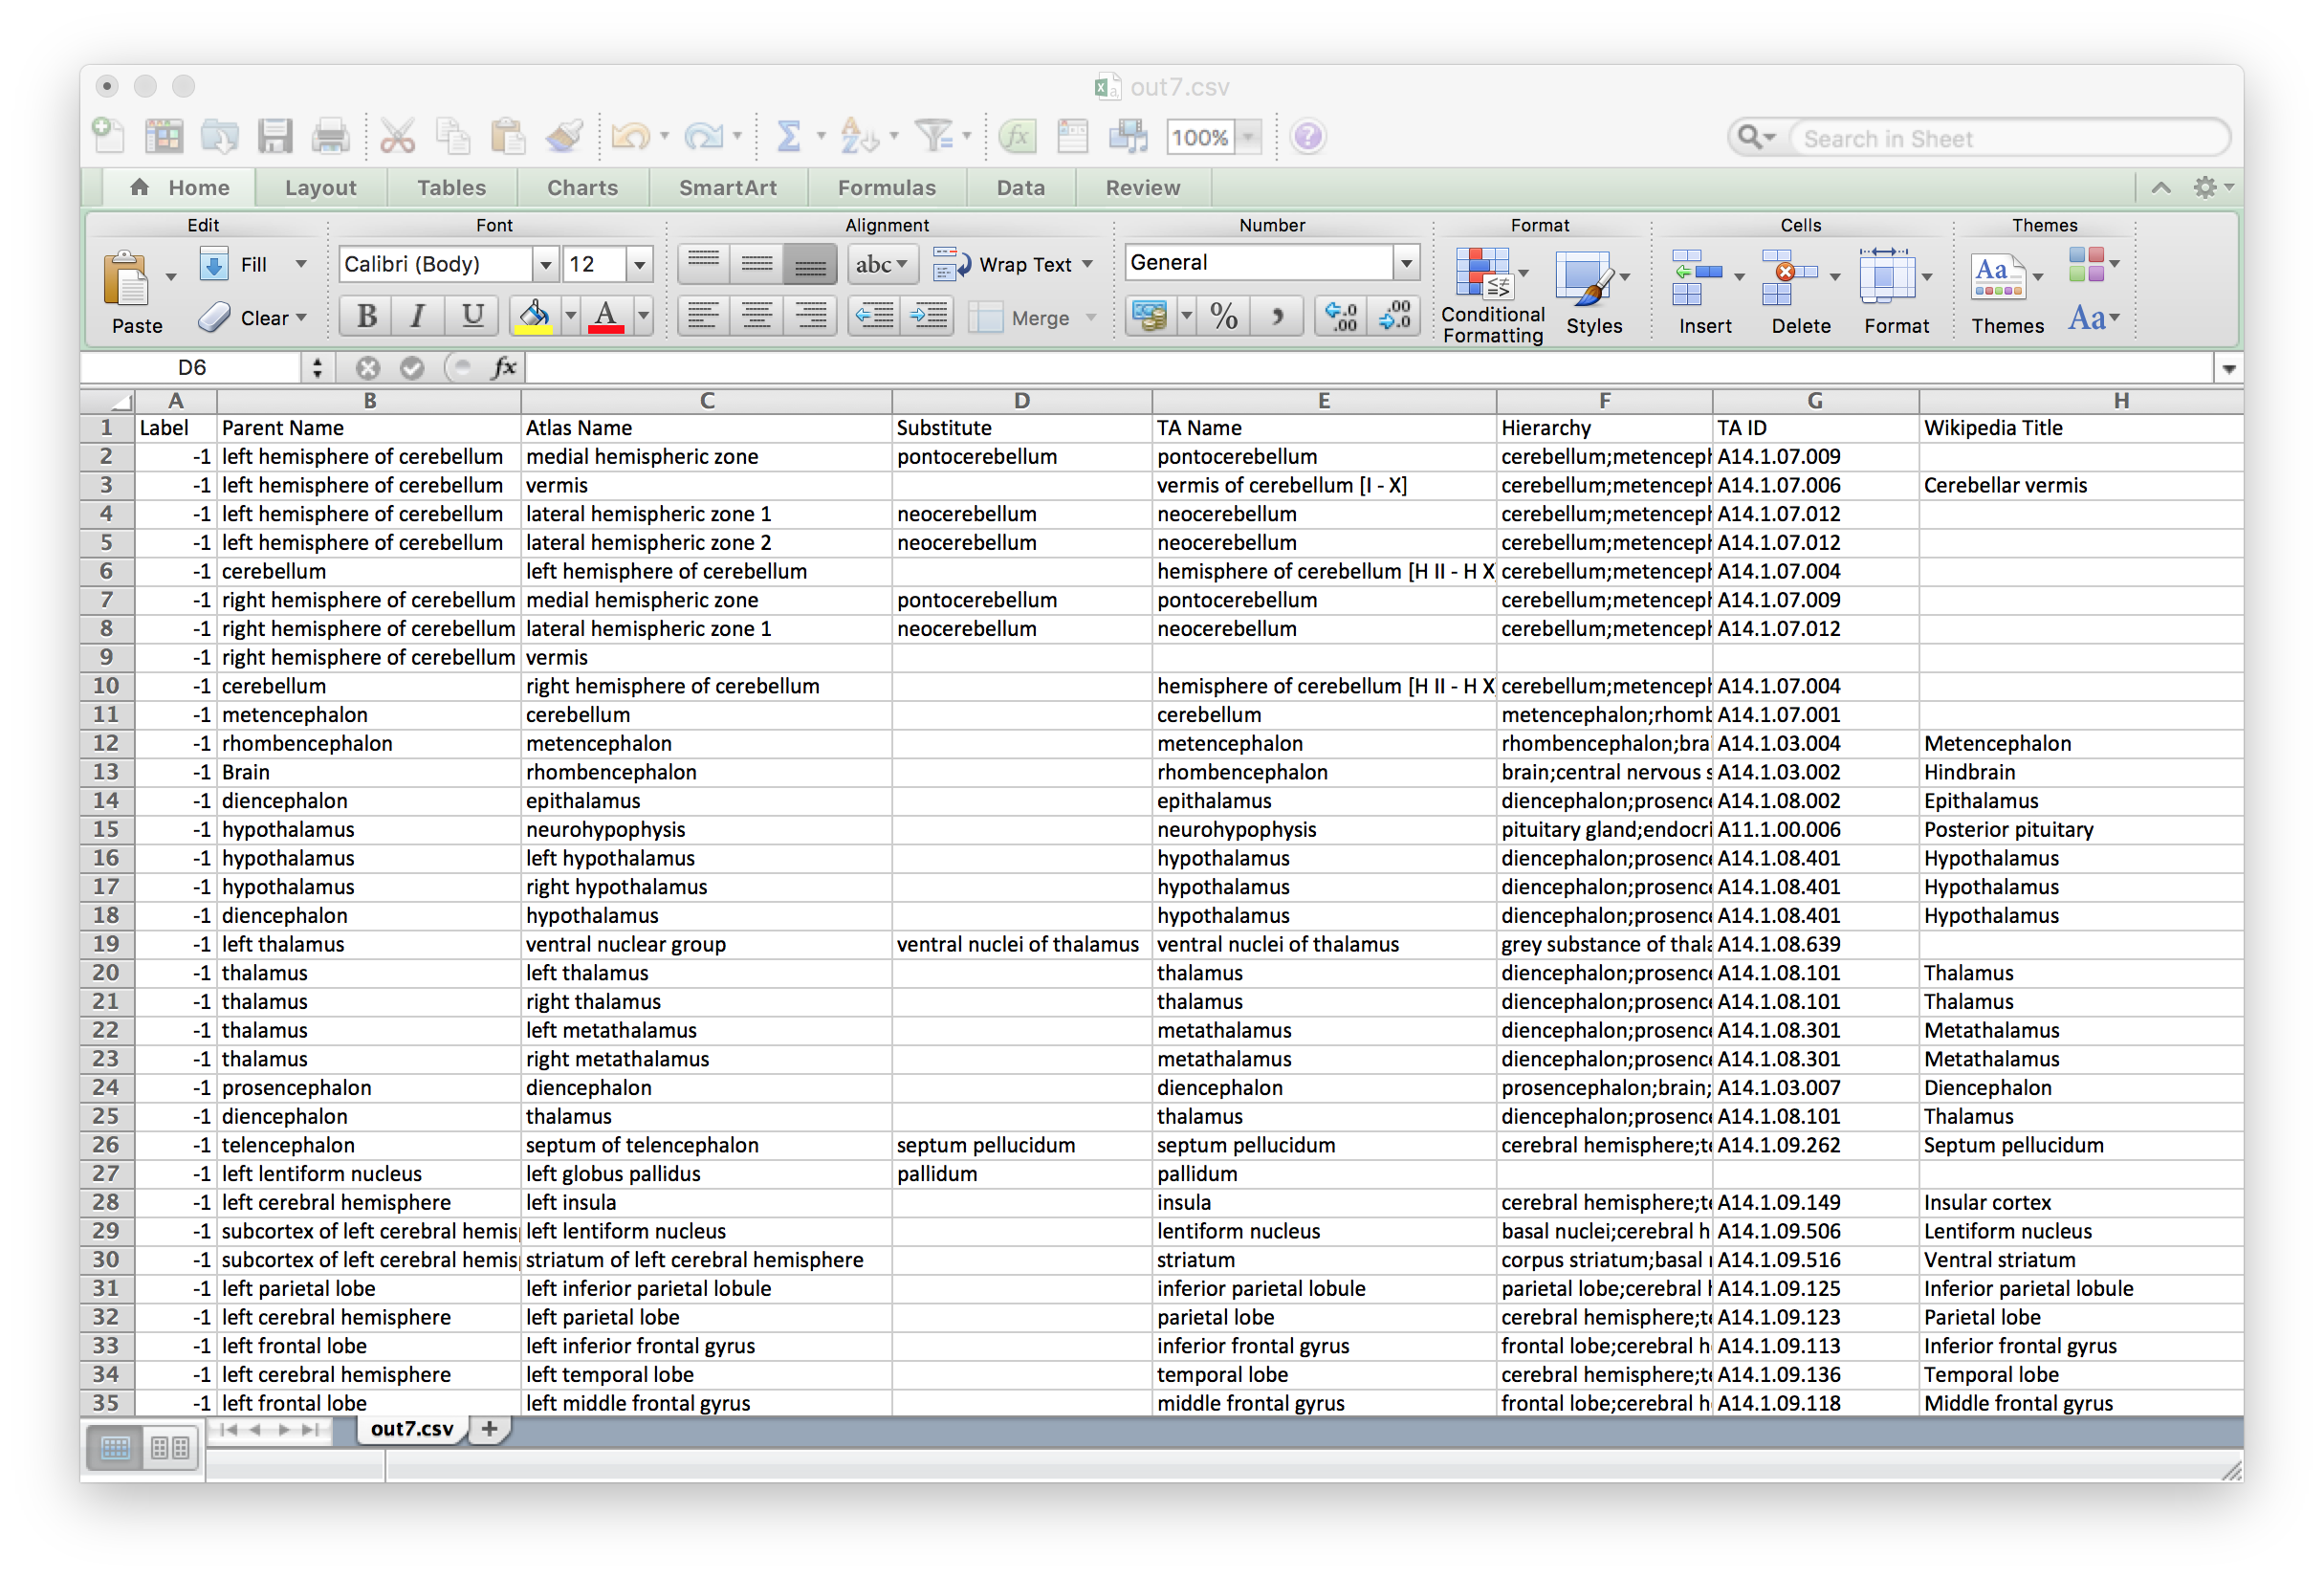 out7.csv
100%
Search in Sheet
Home Layout Tables Charts SmartArt Formulas Data Review
Edit Font Alignment Number Format Cells Themes
Fill Calibri (Body) 12 abc Wrap Text General
Paste Clear B I U A Merge % Conditional Formatting Styles Insert Delete Format Themes Aa
D6 fx
A B C D E F G H
1 Label Parent Name Atlas Name Substitute TA Name Hierarchy TA ID Wikipedia Title
2 -1 left hemisphere of cerebellum medial hemispheric zone pontocerebellum pontocerebellum cerebellum;metenceph A14.1.07.009
3 -1 left hemisphere of cerebellum vermis vermis of cerebellum [I - X] cerebellum;metenceph A14.1.07.006 Cerebellar vermis
4 -1 left hemisphere of cerebellum lateral hemispheric zone 1 neocerebellum neocerebellum cerebellum;metenceph A14.1.07.012
5 -1 left hemisphere of cerebellum lateral hemispheric zone 2 neocerebellum neocerebellum cerebellum;metenceph A14.1.07.012
6 -1 cerebellum left hemisphere of cerebellum hemisphere of cerebellum [H II - H X cerebellum;metenceph A14.1.07.004
7 -1 right hemisphere of cerebellum medial hemispheric zone pontocerebellum pontocerebellum cerebellum;metenceph A14.1.07.009
8 -1 right hemisphere of cerebellum lateral hemispheric zone 1 neocerebellum neocerebellum cerebellum;metenceph A14.1.07.012
9 -1 right hemisphere of cerebellum vermis
10 -1 cerebellum right hemisphere of cerebellum hemisphere of cerebellum [H II - H X cerebellum;metenceph A14.1.07.004
11 -1 metencephalon cerebellum cerebellum metencephalon;rhomb A14.1.07.001
12 -1 rhombencephalon metencephalon metencephalon rhombencephalon;bra A14.1.03.004 Metencephalon
13 -1 Brain rhombencephalon rhombencephalon brain;central nervous s A14.1.03.002 Hindbrain
14 -1 diencephalon epithalamus epithalamus diencephalon;prosence A14.1.08.002 Epithalamus
15 -1 hypothalamus neurohypophysis neurohypophysis pituitary gland;endocri A11.1.00.006 Posterior pituitary
16 -1 hypothalamus left hypothalamus hypothalamus diencephalon;prosence A14.1.08.401 Hypothalamus
17 -1 hypothalamus right hypothalamus hypothalamus diencephalon;prosence A14.1.08.401 Hypothalamus
18 -1 diencephalon hypothalamus hypothalamus diencephalon;prosence A14.1.08.401 Hypothalamus
19 -1 left thalamus ventral nuclear group ventral nuclei of thalamus ventral nuclei of thalamus grey substance of thala A14.1.08.639
20 -1 thalamus left thalamus thalamus diencephalon;prosence A14.1.08.101 Thalamus
21 -1 thalamus right thalamus thalamus diencephalon;prosence A14.1.08.101 Thalamus
22 -1 thalamus left metathalamus metathalamus diencephalon;prosence A14.1.08.301 Metathalamus
23 -1 thalamus right metathalamus metathalamus diencephalon;prosence A14.1.08.301 Metathalamus
24 -1 prosencephalon diencephalon diencephalon prosencephalon;brain; A14.1.03.007 Diencephalon
25 -1 diencephalon thalamus thalamus diencephalon;prosence A14.1.08.101 Thalamus
26 -1 telencephalon septum of telencephalon septum pellucidum septum pellucidum cerebral hemisphere;te A14.1.09.262 Septum pellucidum
27 -1 left lentiform nucleus left globus pallidus pallidum pallidum
28 -1 left cerebral hemisphere left insula insula cerebral hemisphere;te A14.1.09.149 Insular cortex
29 -1 subcortex of left cerebral hemis left lentiform nucleus lentiform nucleus basal nuclei;cerebral h A14.1.09.506 Lentiform nucleus
30 -1 subcortex of left cerebral hemis striatum of left cerebral hemisphere striatum corpus striatum;basal A14.1.09.516 Ventral striatum
31 -1 left parietal lobe left inferior parietal lobule inferior parietal lobule parietal lobe;cerebral h A14.1.09.125 Inferior parietal lobule
32 -1 left cerebral hemisphere left parietal lobe parietal lobe cerebral hemisphere;te A14.1.09.123 Parietal lobe
33 -1 left frontal lobe left inferior frontal gyrus inferior frontal gyrus frontal lobe;cerebral h A14.1.09.113 Inferior frontal gyrus
34 -1 left cerebral hemisphere left temporal lobe temporal lobe cerebral hemisphere;te A14.1.09.136 Temporal lobe
35 -1 left frontal lobe left middle frontal gyrus middle frontal gyrus frontal lobe;cerebral h A14.1.09.118 Middle frontal gyrus
out7.csv